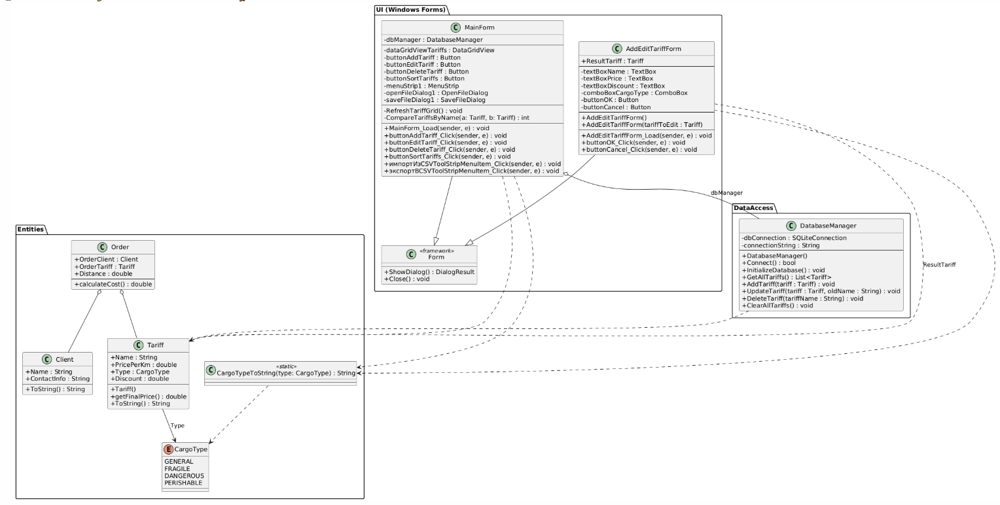 UI (Windows Forms)
C MainForm
-dbManager : DatabaseManager
-dataGridViewTariffs : DataGridView
-buttonAddTariff : Button
-buttonEditTariff : Button
-buttonDeleteTariff : Button
-buttonSortTariffs : Button
-menuStrip1 : MenuStrip
-openFileDialog1 : OpenFileDialog
-saveFileDialog1 : SaveFileDialog
-RefreshTariffGrid() : void
-CompareTariffsByName(a: Tariff, b: Tariff) : int
+MainForm_Load(sender, e) : void
+buttonAddTariff_Click(sender, e) : void
+buttonEditTariff_Click(sender, e) : void
+buttonDeleteTariff_Click(sender, e) : void
+buttonSortTariffs_Click(sender, e) : void
+импортИзCSVToolStripMenuItem_Click(sender, e) : void
+экспортВCSVToolStripMenuItem_Click(sender, e) : void
C AddEditTariffForm
+ResultTariff : Tariff
-textBoxName : TextBox
-textBoxPrice : TextBox
-textBoxDiscount : TextBox
-comboBoxCargoType : ComboBox
-buttonOK : Button
-buttonCancel : Button
+AddEditTariffForm()
+AddEditTariffForm(tariffToEdit : Tariff)
+AddEditTariffForm_Load(sender, e) : void
+buttonOK_Click(sender, e) : void
+buttonCancel_Click(sender, e) : void
dbManager
C «framework»
Form
+ShowDialog() : DialogResult
+Close() : void
DataAccess
C DatabaseManager
-dbConnection : SQLiteConnection
-connectionString : String
+DatabaseManager()
+Connect() : bool
+InitializeDatabase() : void
+GetAllTariffs() : List<Tariff>
+AddTariff(tariff : Tariff) : void
+UpdateTariff(tariff : Tariff, oldName : String) : void
+DeleteTariff(tariffName : String) : void
+ClearAllTariffs() : void
ResultTariff
Entities
C Order
+OrderClient : Client
+OrderTariff : Tariff
+Distance : double
+calculateCost() : double
C Client
+Name : String
+ContactInfo : String
+ToString() : String
C Tariff
+Name : String
+PricePerKm : double
+Type : CargoType
+Discount : double
+Tariff()
+getFinalPrice() : double
+ToString() : String
C «static»
CargoTypeToString(type: CargoType) : String
Type
E CargoType
GENERAL
FRAGILE
DANGEROUS
PERISHABLE